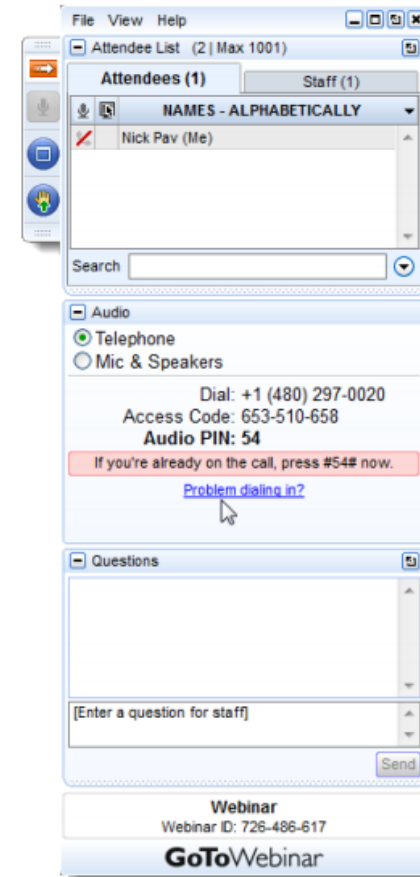 File View Help
Attendee List (2 | Max 1001)
Attendees (1) Staff (1)
NAMES - ALPHABETICALLY
Nick Pav (Me)
Search
Audio
Telephone
Mic & Speakers
Dial: +1 (480) 297-0020
Access Code: 653-510-658
Audio PIN: 54
If you're already on the call, press #54# now.
Problem dialing in?
Questions
[Enter a question for staff]
Send
Webinar
Webinar ID: 726-486-617
GoToWebinar